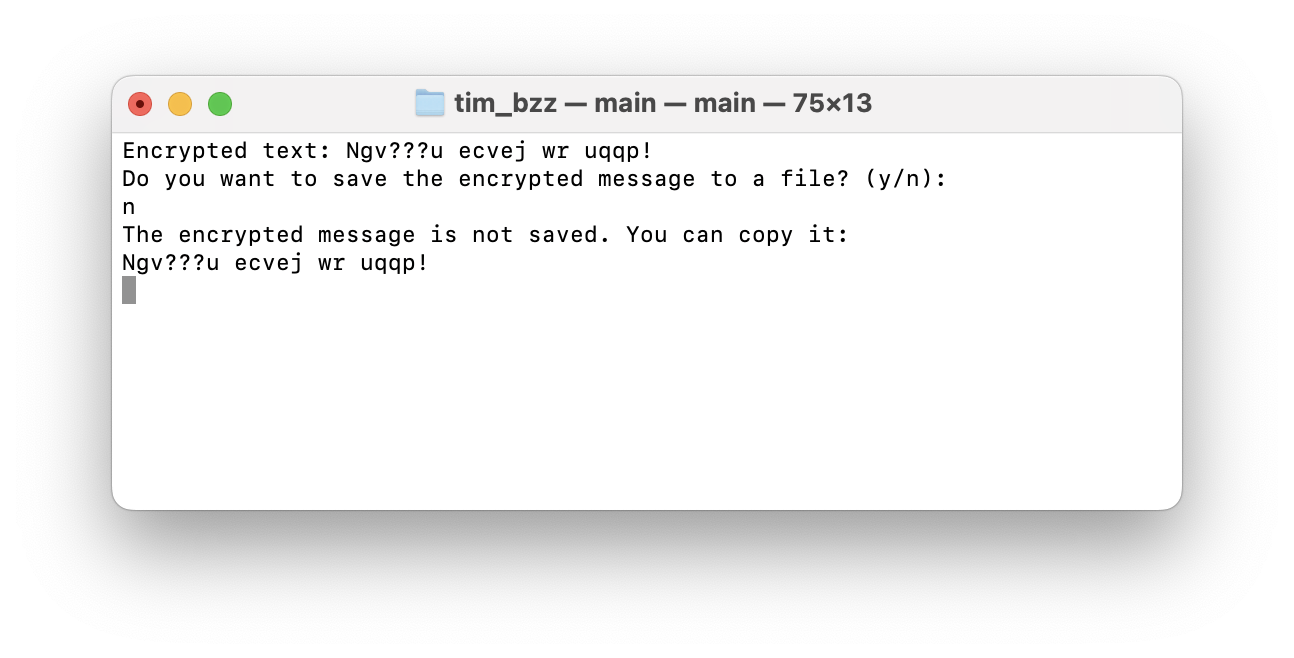 tim_bzz — main — main — 75×13
Encrypted text: Ngv???u ecvej wr uqqp!
Do you want to save the encrypted message to a file? (y/n):
n
The encrypted message is not saved. You can copy it:
Ngv???u ecvej wr uqqp!